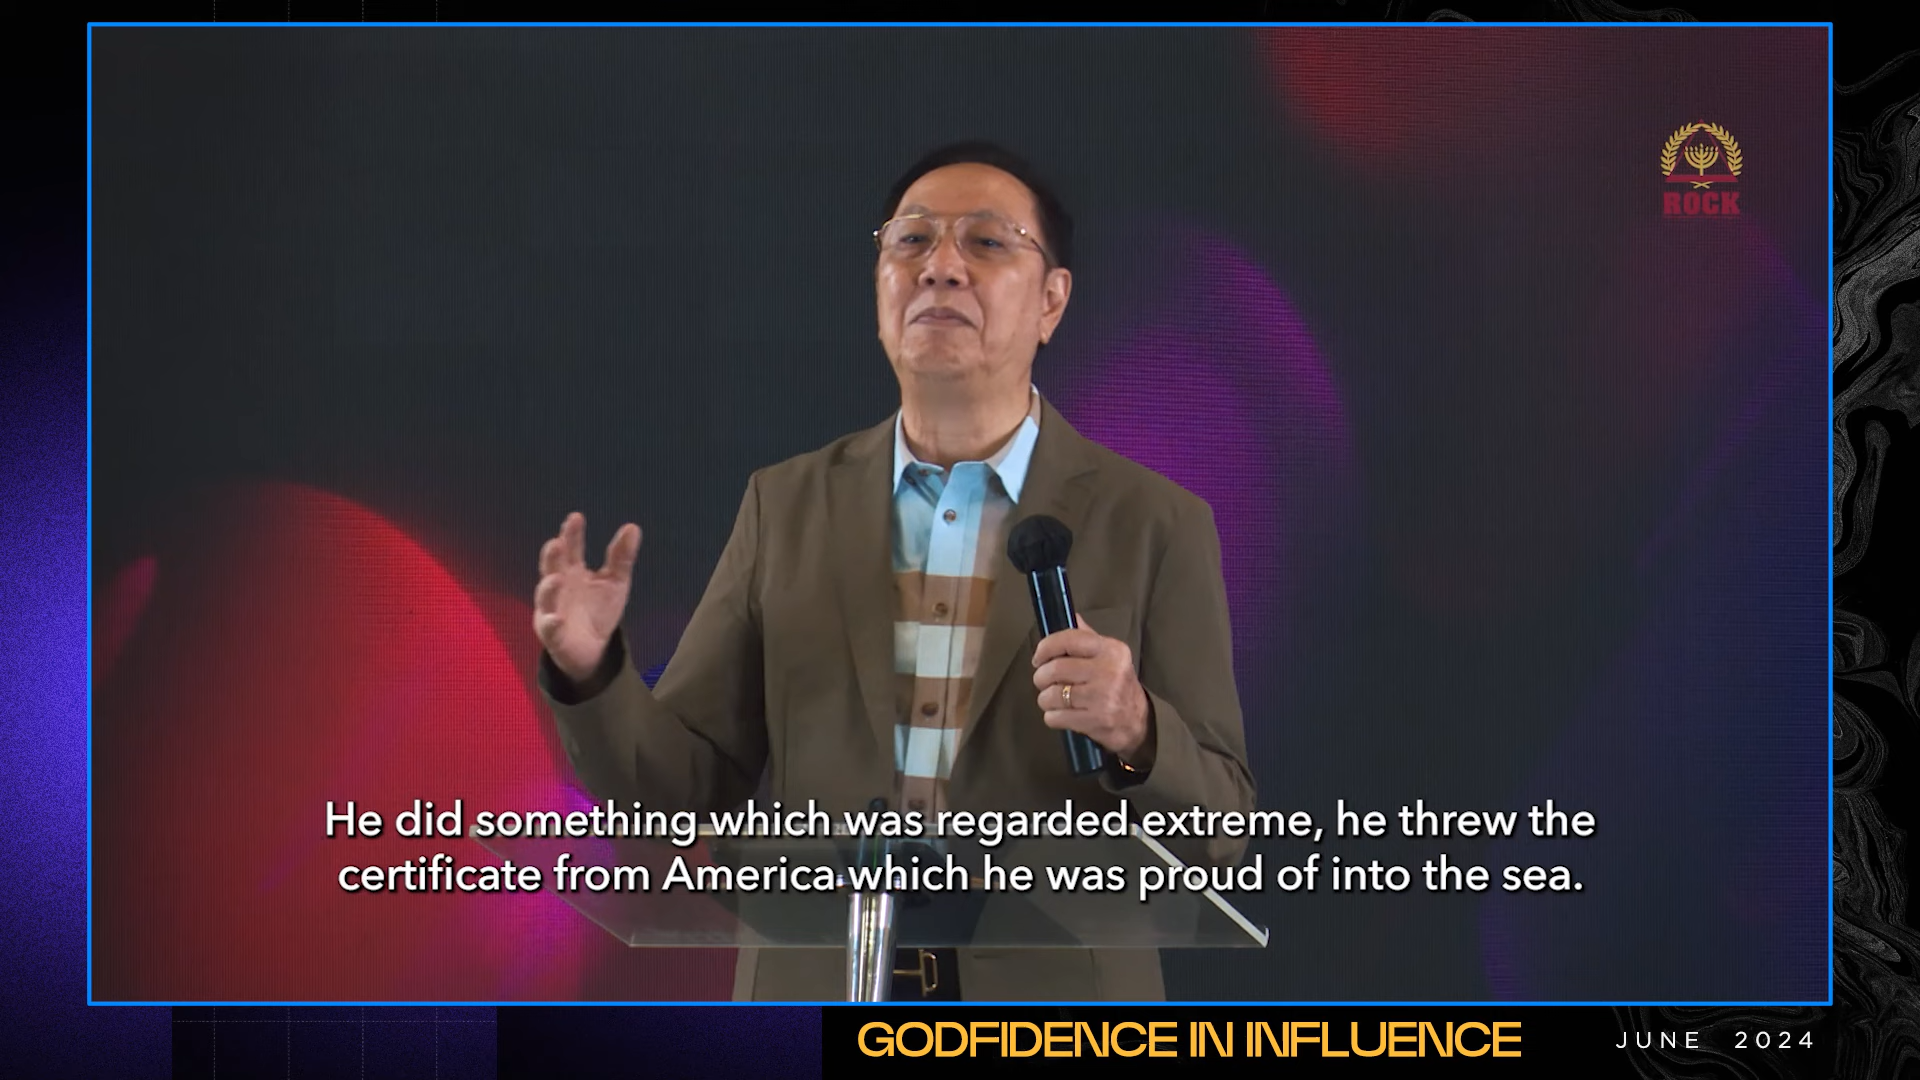 ROCK
He did something which was regarded extreme, he threw the
certificate from America which he was proud of into the sea.
GODFIDENCE IN INFLUENCE
JUNE 2024